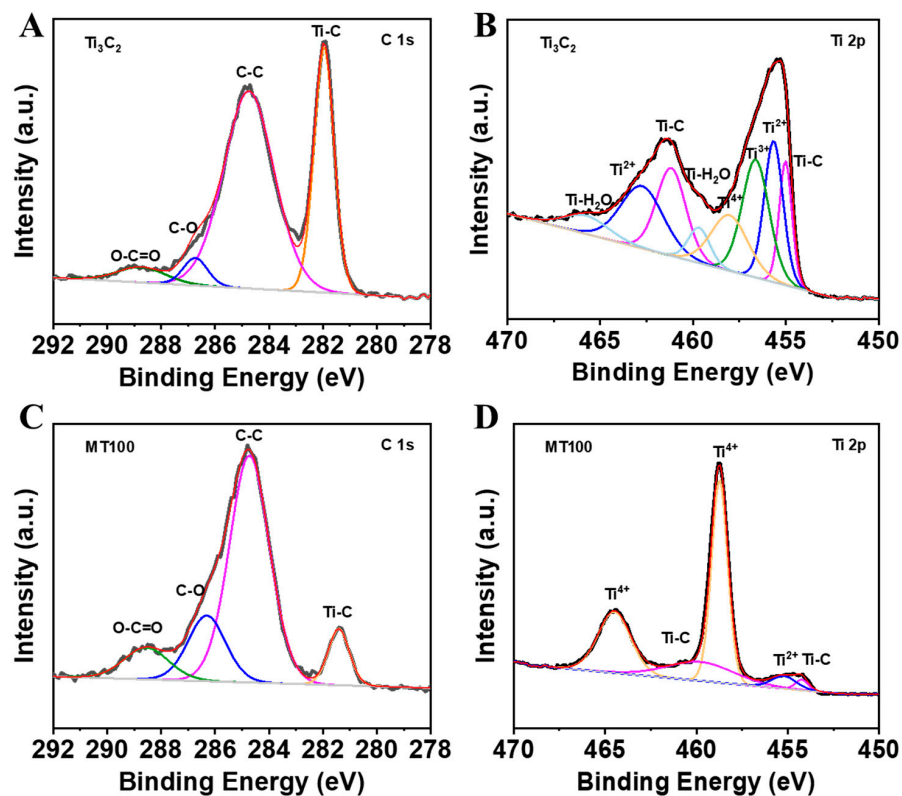 A
Ti₃C₂
C 1s
Ti-C
C-C
C-O
O-C=O
Intensity (a.u.)
292 290 288 286 284 282 280 278
Binding Energy (eV)
B
Ti₃C₂
Ti 2p
Ti-C
Ti²⁺
Ti-H₂O
Ti-H₂O
Ti⁴⁺
Ti³⁺
Ti²⁺
Ti-C
Intensity (a.u.)
470 465 460 455 450
Binding Energy (eV)
C
MT100
C 1s
C-C
C-O
O-C=O
Ti-C
Intensity (a.u.)
292 290 288 286 284 282 280 278
Binding Energy (eV)
D
MT100
Ti 2p
Ti⁴⁺
Ti⁴⁺
Ti-C
Ti²⁺ Ti-C
Intensity (a.u.)
470 465 460 455 450
Binding Energy (eV)